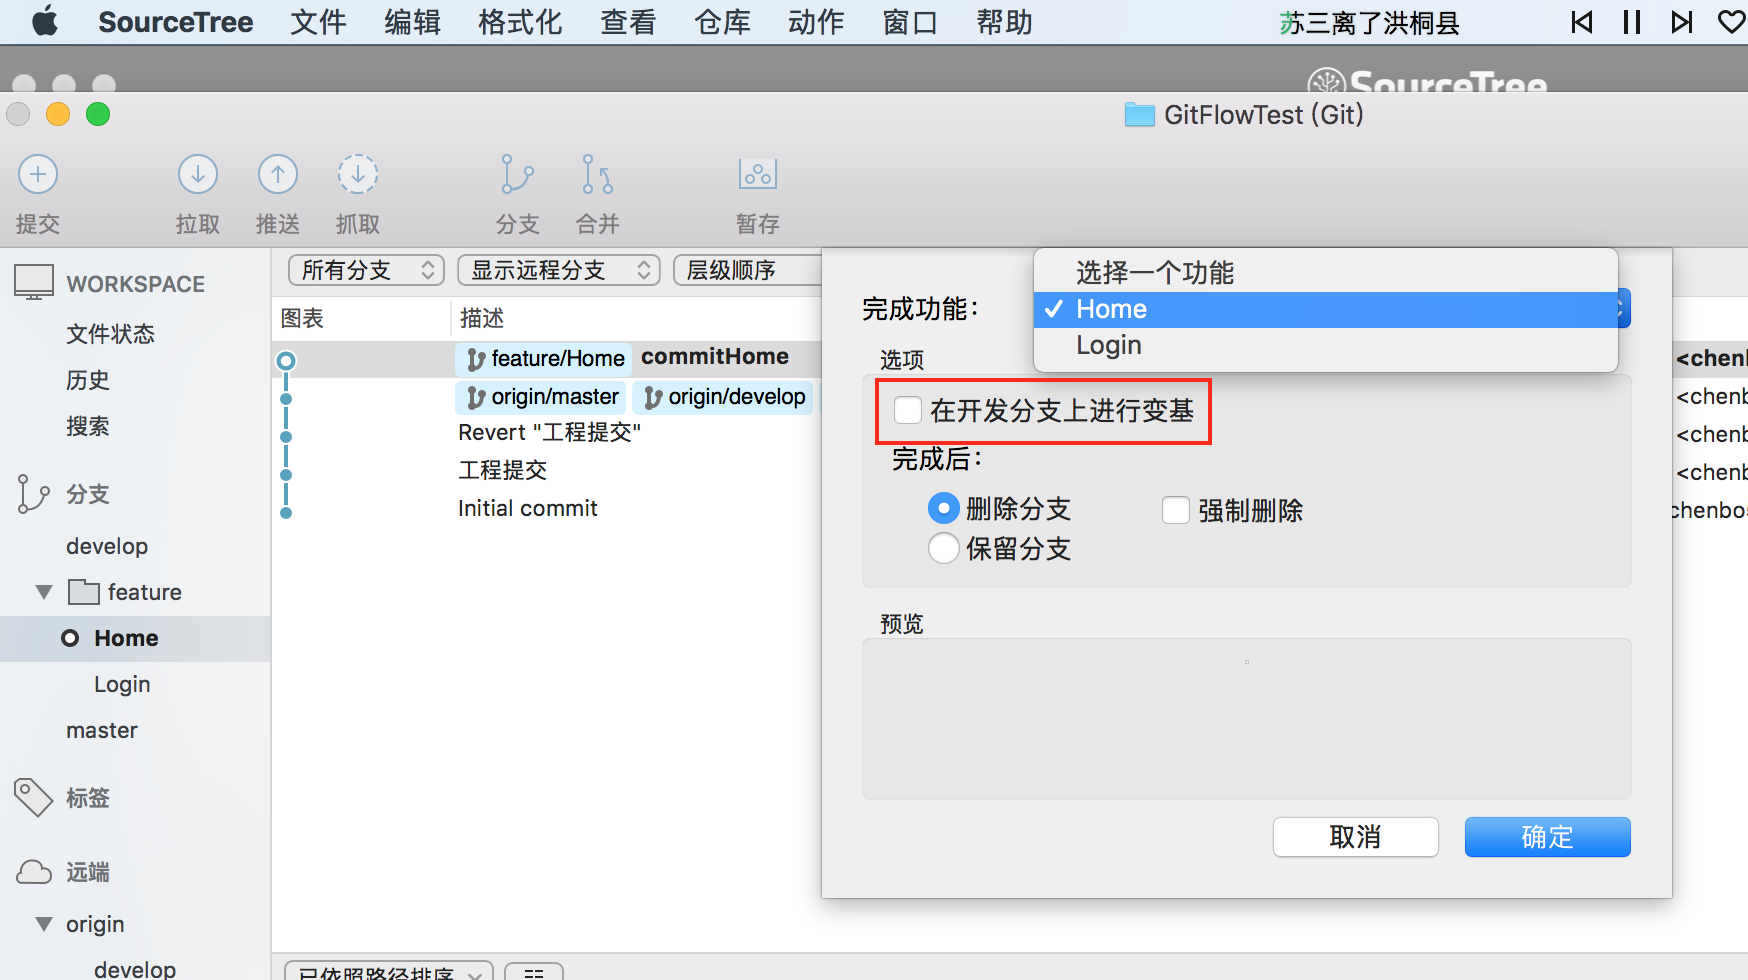 SourceTree 文件 编辑 格式化 查看 仓库 动作 窗口 帮助 苏三离了洪桐县
SourceTree
GitFlowTest (Git)
提交 拉取 推送 抓取 分支 合并 暂存
WORKSPACE
文件状态
历史
搜索
分支
develop
feature
Home
Login
master
标签
远端
origin
develop
所有分支 显示远程分支 层级顺序
图表 描述
feature/Home commitHome
origin/master origin/develop
Revert "工程提交"
工程提交
Initial commit
已依照路径排序
完成功能:
选择一个功能
✓ Home
Login
选项
在开发分支上进行变基
完成后:
删除分支 强制删除
保留分支
预览
取消 确定
<chenb
<chenb
<chenb
<chenb
chenbo